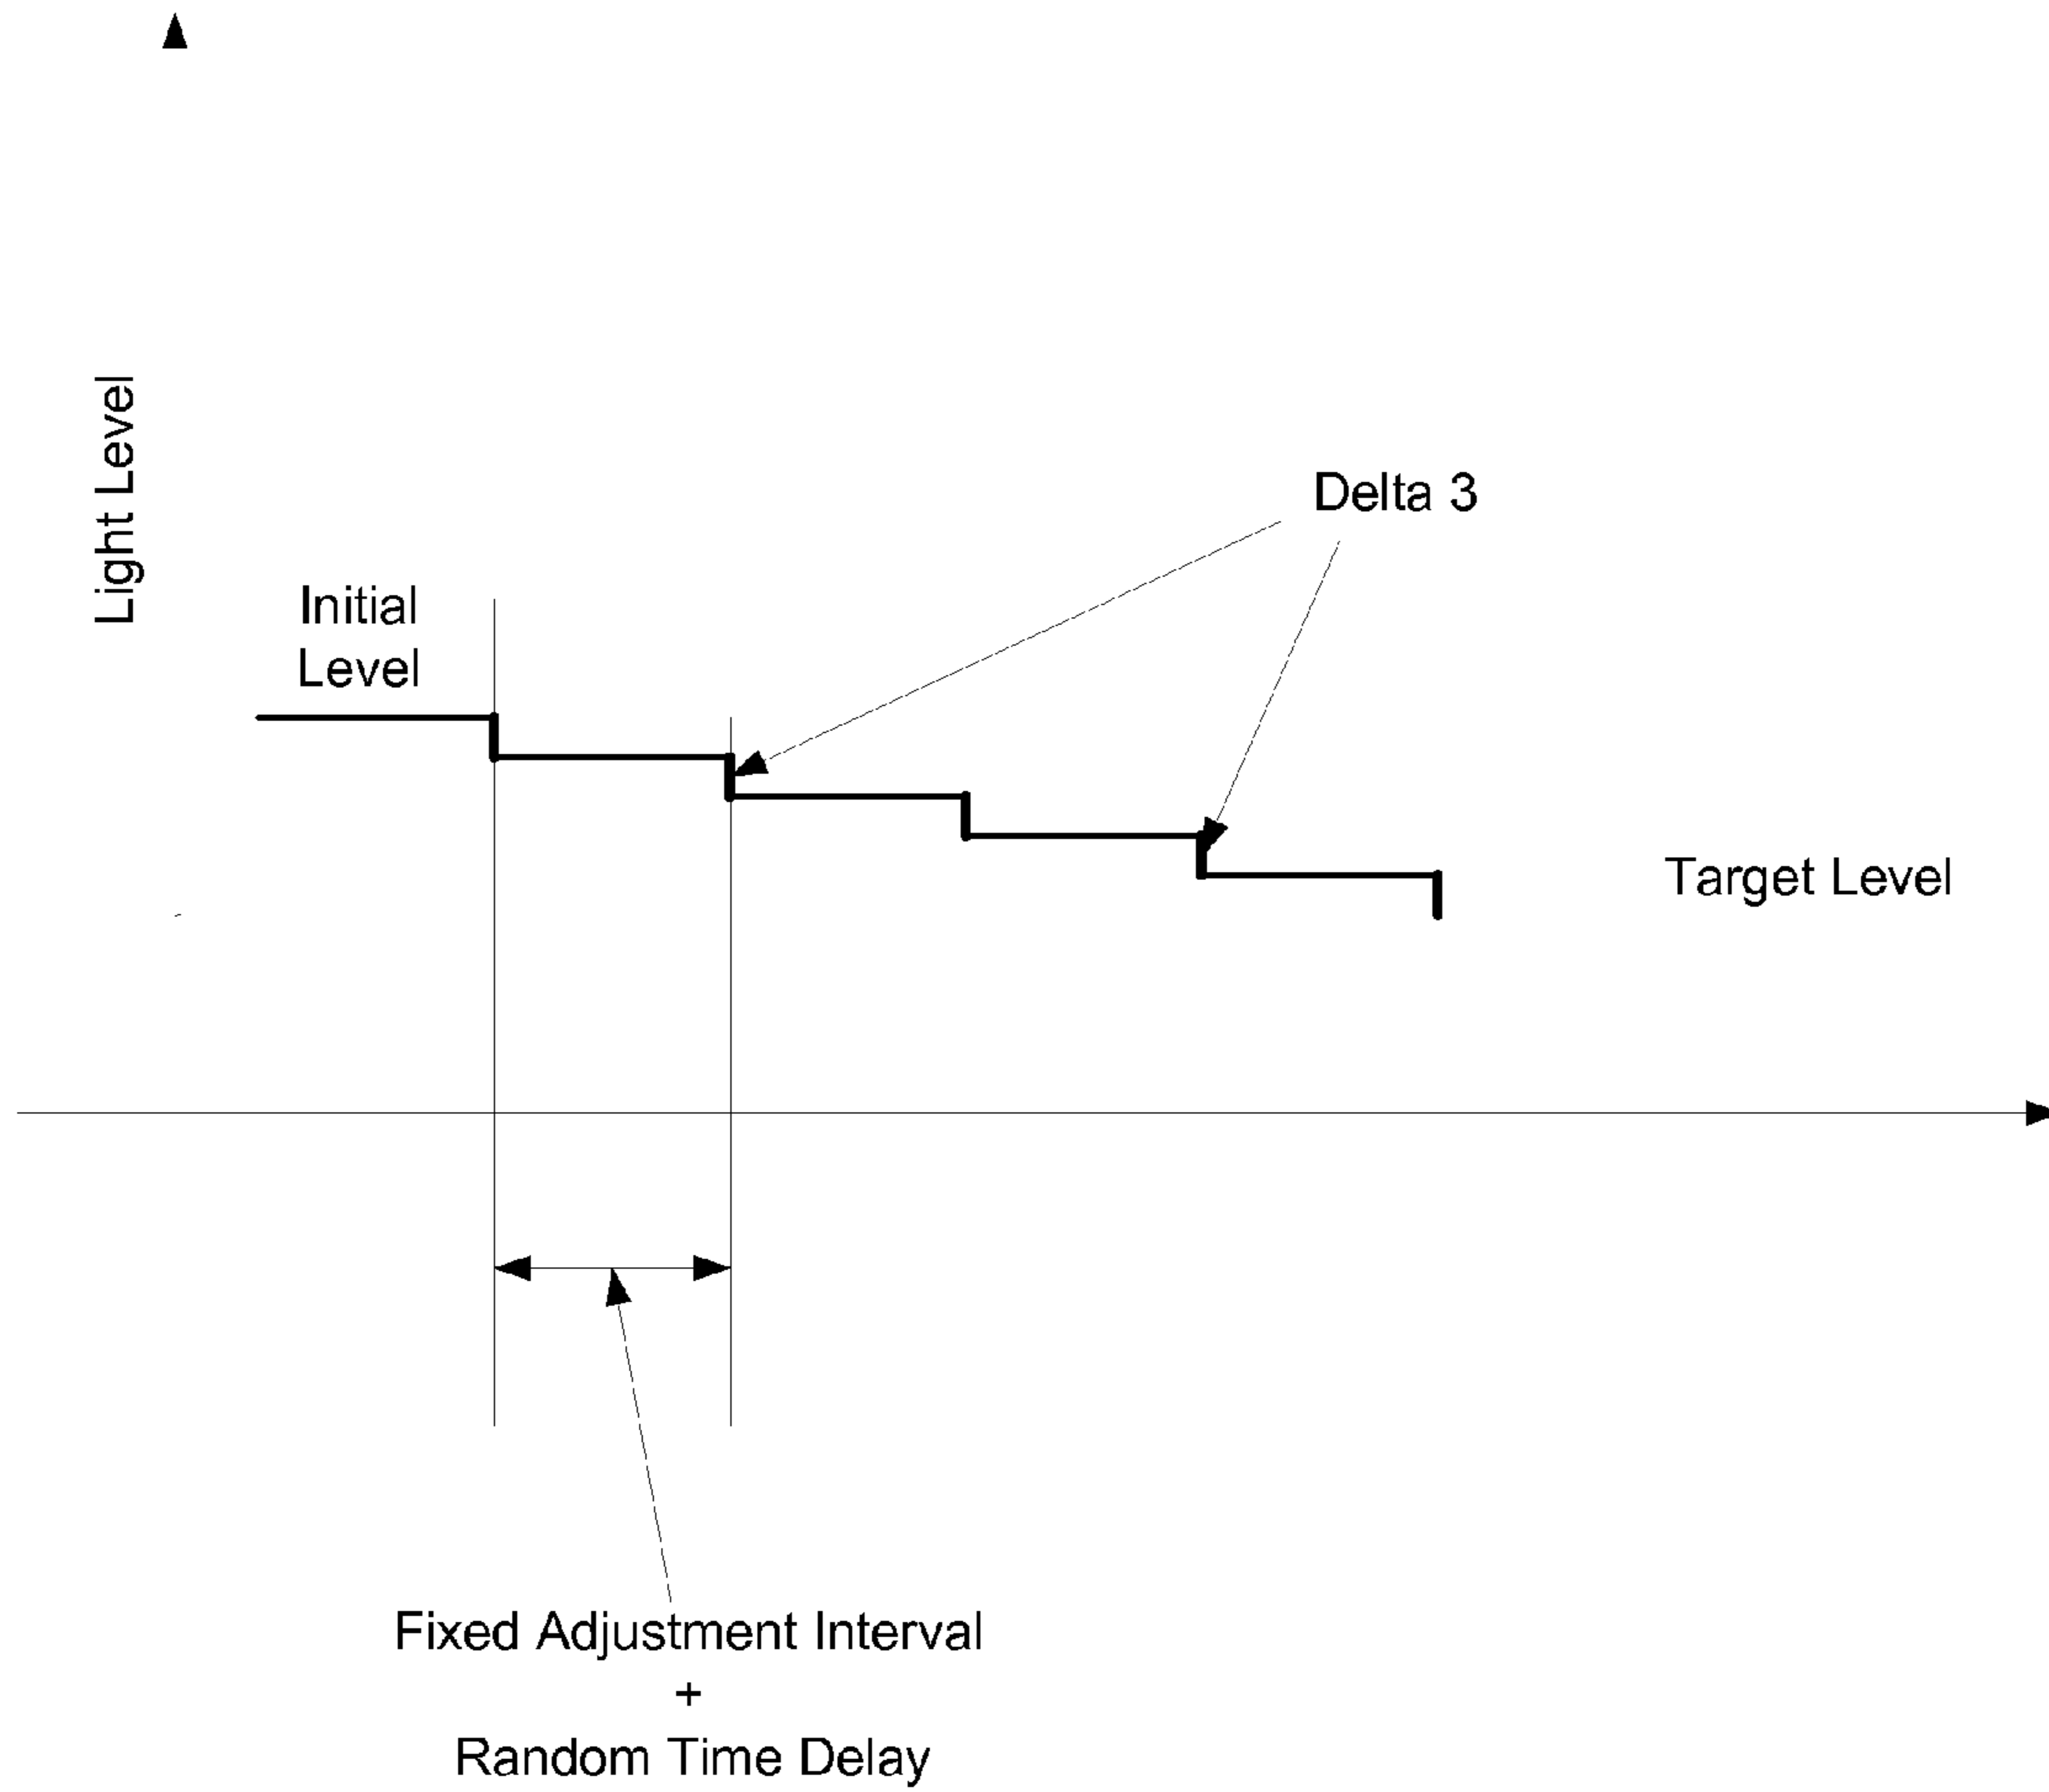 Light Level
Delta 3
Initial
Level
Target Level
Fixed Adjustment Interval
+
Random Time Delay